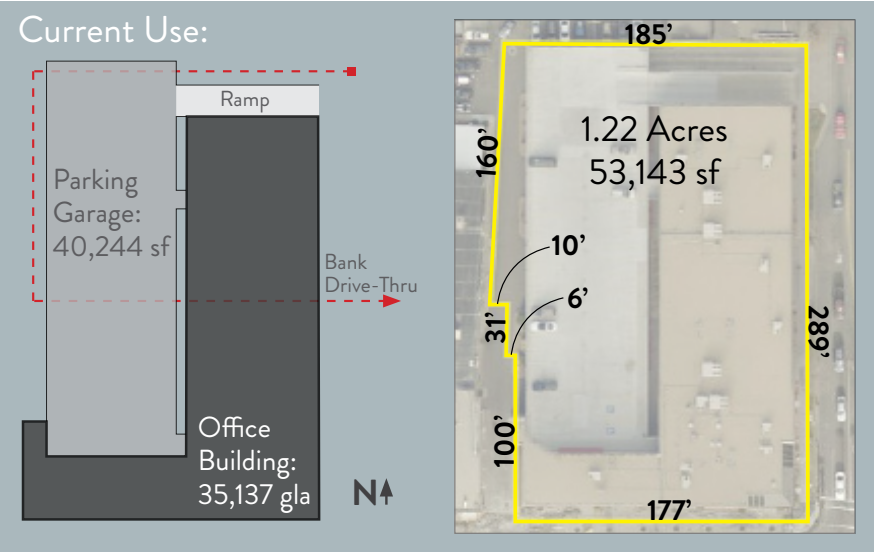 Current Use:
Ramp
Parking
Garage:
40,244 sf
Bank
Drive-Thru
Office
Building:
35,137 gla
N
185’
1.22 Acres
53,143 sf
160’
10’
6’
31’
289’
100’
177’